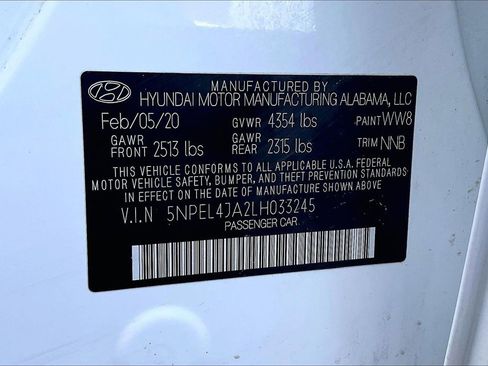 MANUFACTURED BY
HYUNDAI MOTOR MANUFACTURING ALABAMA, LLC
Feb/05/20 GVWR 4354 lbs PAINT WW8
GAWR FRONT 2513 lbs GAWR REAR 2315 lbs TRIM NNB
THIS VEHICLE CONFORMS TO ALL APPLICABLE U.S.A. FEDERAL
MOTOR VEHICLE SAFETY, BUMPER, AND THEFT PREVENTION STANDARDS
IN EFFECT ON THE DATE OF MANUFACTURE SHOWN ABOVE.
V.I.N 5NPEL4JA2LH033245
PASSENGER CAR